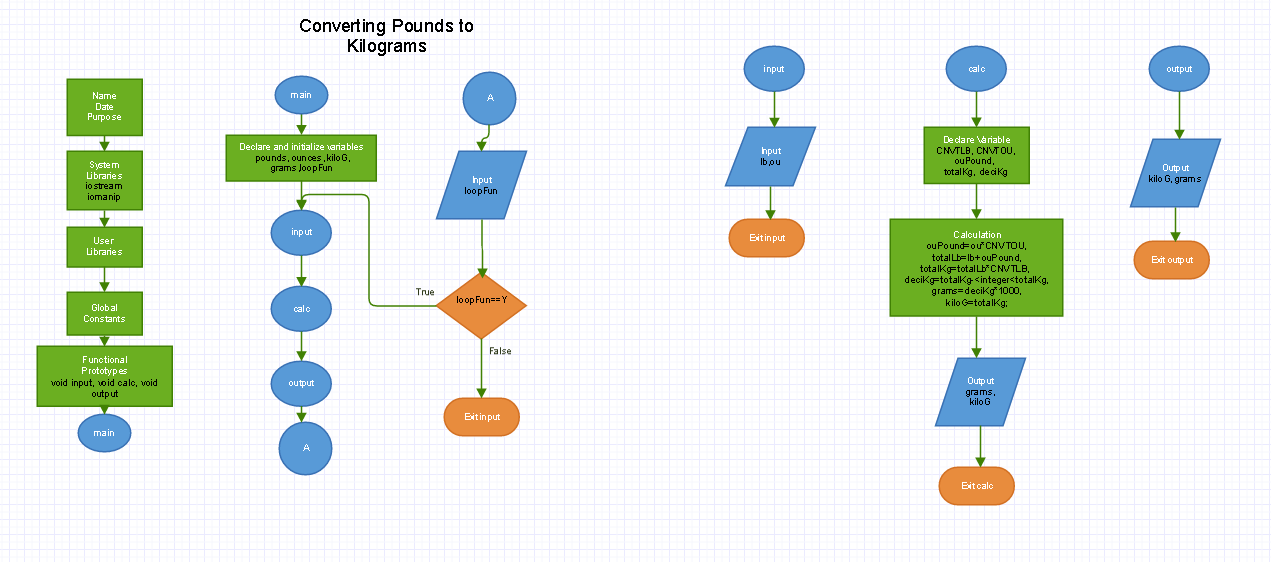 Converting Pounds to
Kilograms
Name
Date
Purpose
System
Libraries
iostream
iomanip
User
Libraries
Global
Constants
Functional
Prototypes
void input, void calc, void
output
main
main
Declare and initialize variables
pounds, ounces ,kiloG,
grams,loopFun
input
calc
output
A
A
Input
loopFun
loopFun==Y
True
False
Exit input
input
Input
lb,ou
Exit input
calc
Declare Variable
CNVTLB, CNVTOU,
ouPound,
totalKg, deciKg
Calculation
ouPound=ou*CNVTOU,
totalLb=lb+ouPound,
totalKg=totalLb*CNVTLB,
deciKg=totalKg-<integer<totalKg,
grams=deciKg*1000,
kiloG=totalKg;
Output
grams,
kiloG
Exit calc
output
Output
kiloG, grams
Exit output